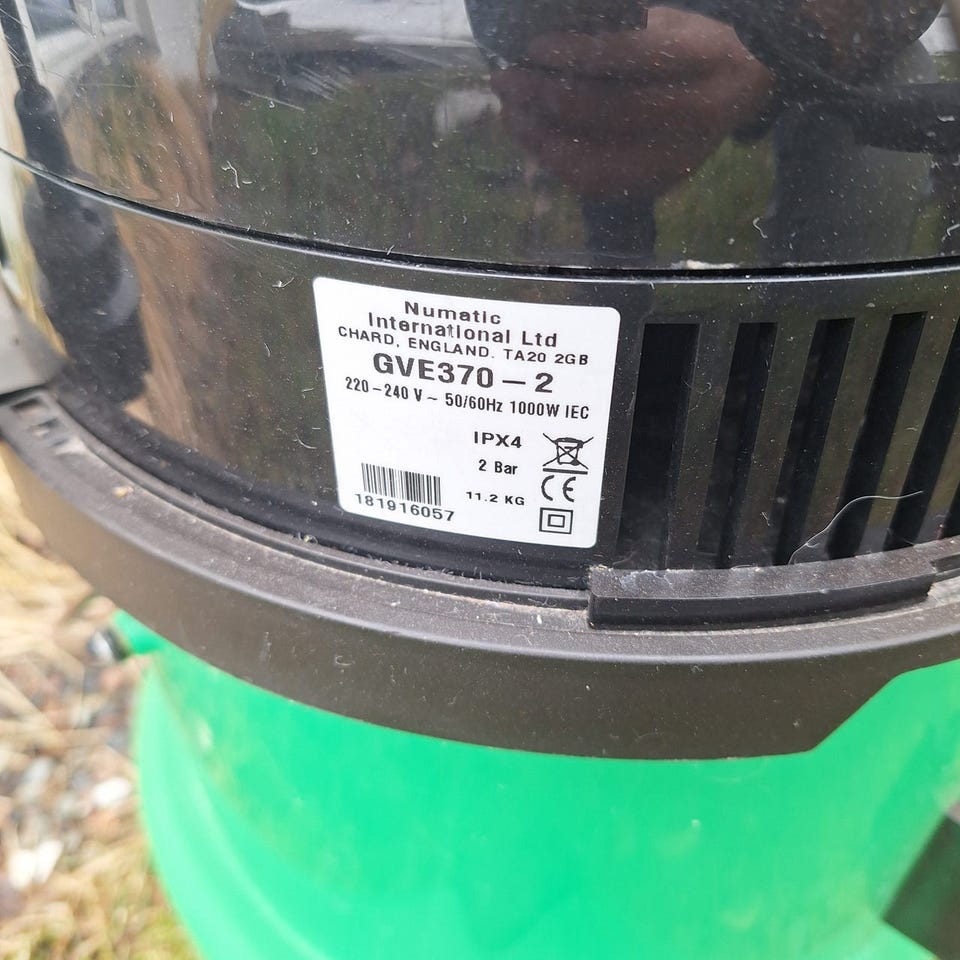 Numatic
International Ltd
CHARD, ENGLAND. TA20 2GB
GVE370-2
220-240 V ~ 50/60Hz 1000W IEC
IPX4
2 Bar
CE
11.2 KG
181916057